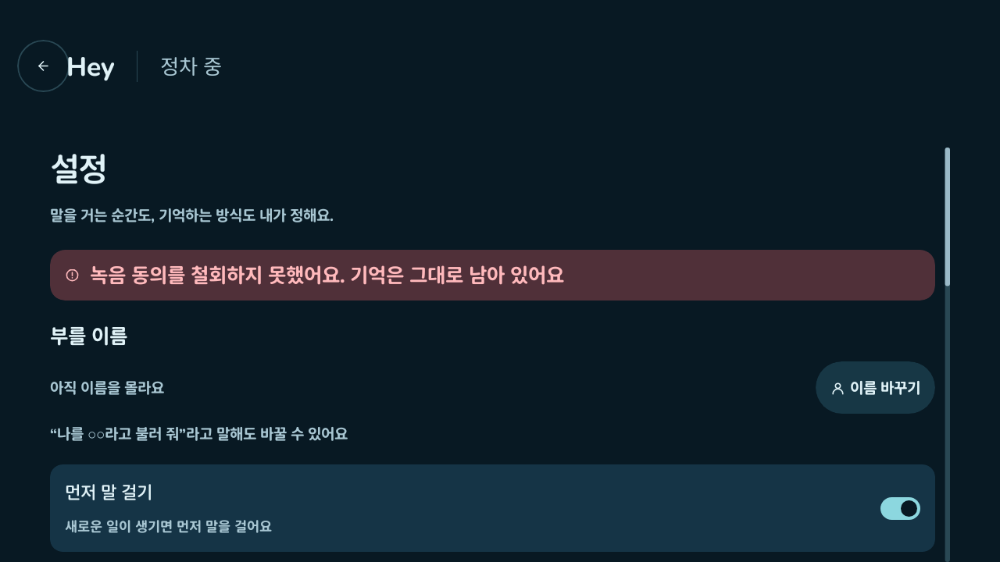 Hey
정차 중
설정
말을 거는 순간도, 기억하는 방식도 내가 정해요.
녹음 동의를 철회하지 못했어요. 기억은 그대로 남아 있어요
부를 이름
아직 이름을 몰라요
이름 바꾸기
“나를 ○○라고 불러 줘”라고 말해도 바꿀 수 있어요
먼저 말 걸기
새로운 일이 생기면 먼저 말을 걸어요